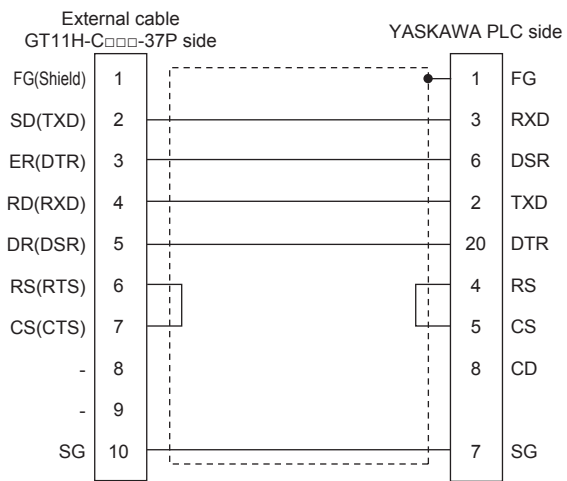 External cable
GT11H-C□□□-37P side
YASKAWA PLC side
FG(Shield) 1 1 FG
SD(TXD) 2 3 RXD
ER(DTR) 3 6 DSR
RD(RXD) 4 2 TXD
DR(DSR) 5 20 DTR
RS(RTS) 6 4 RS
CS(CTS) 7 5 CS
- 8 8 CD
- 9
SG 10 7 SG